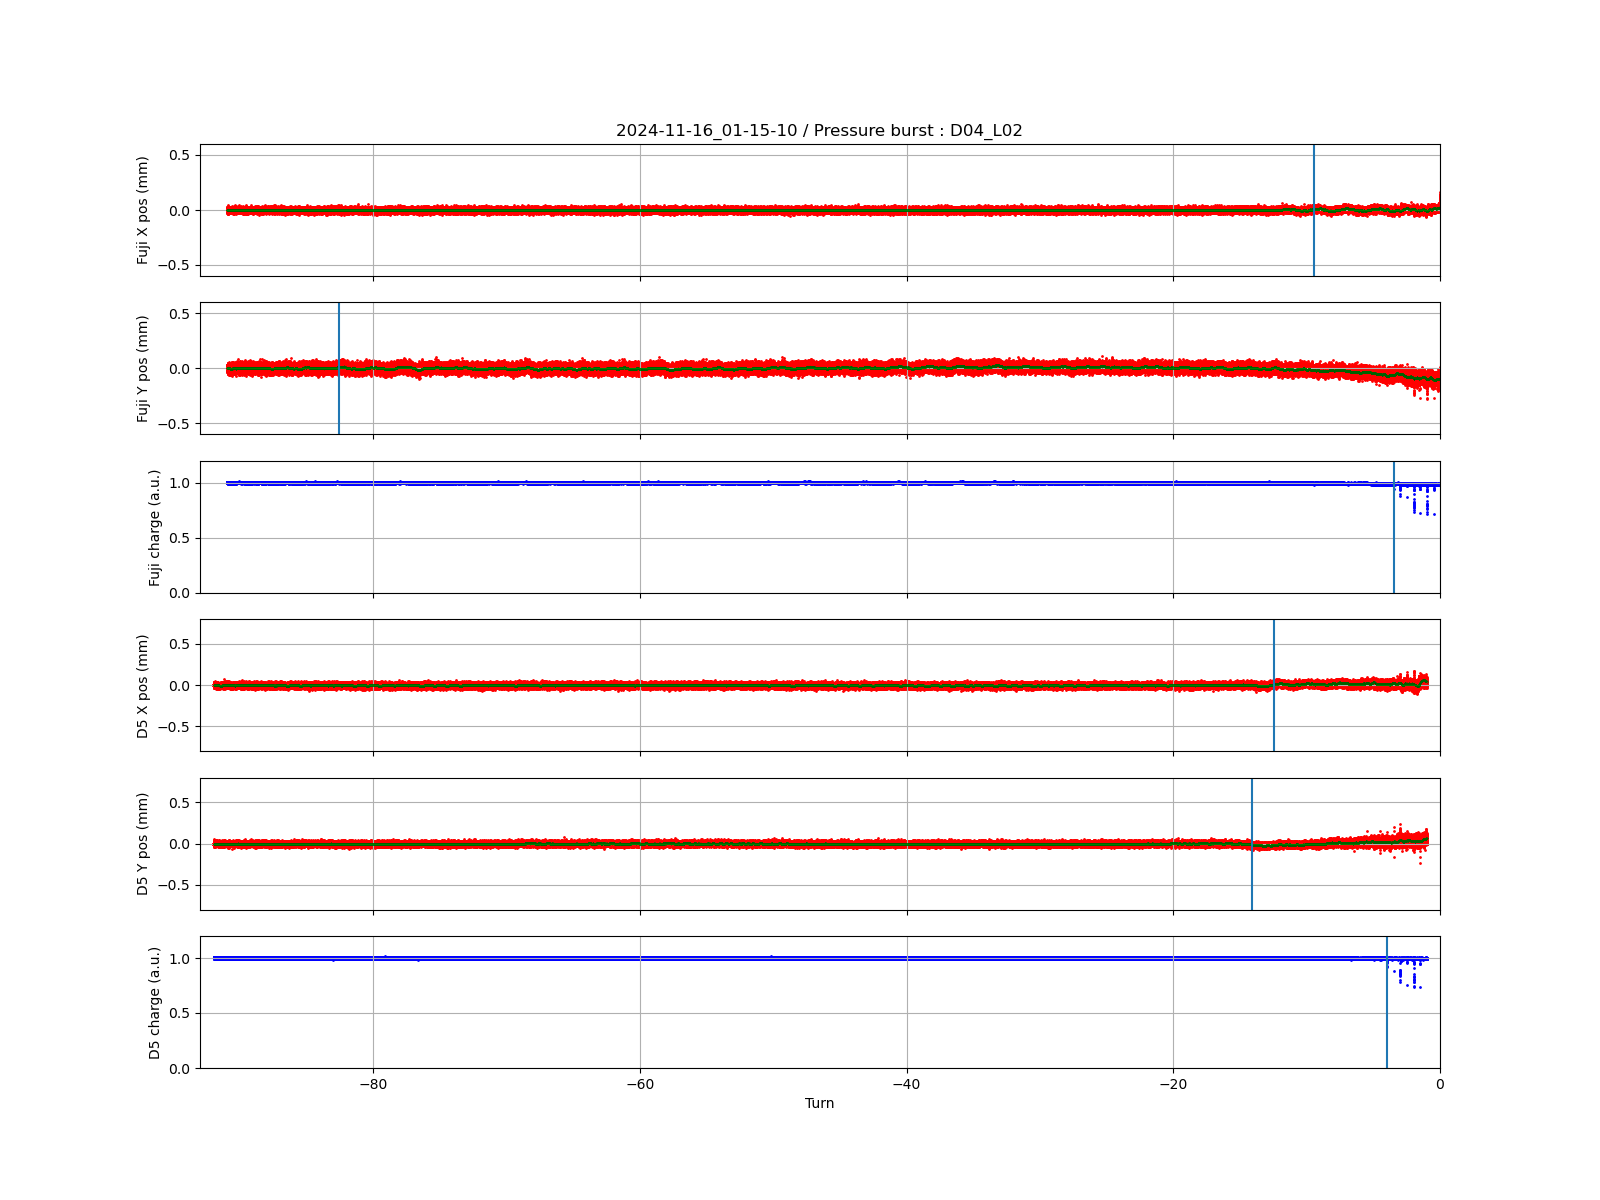 2024-11-16_01-15-10 / Pressure burst : D04_L02
Fuji X pos (mm)
0.5
0.0
−0.5
Fuji Y pos (mm)
0.5
0.0
−0.5
Fuji charge (a.u.)
1.0
0.5
0.0
D5 X pos (mm)
0.5
0.0
−0.5
D5 Y pos (mm)
0.5
0.0
−0.5
D5 charge (a.u.)
1.0
0.5
0.0
−80 −60 −40 −20 0
Turn